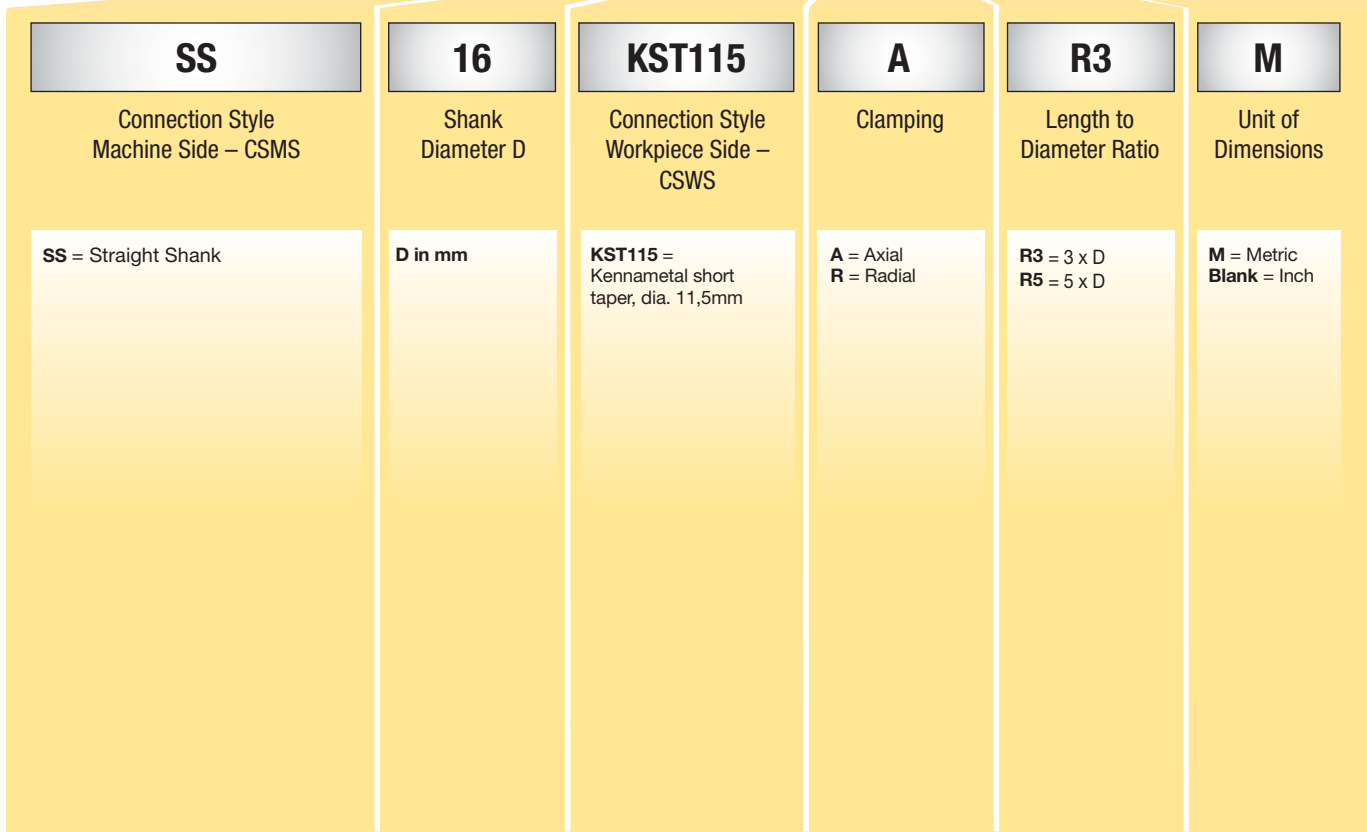 SS
16
KST115
A
R3
M
Connection Style
Machine Side – CSMS
Shank
Diameter D
Connection Style
Workpiece Side –
CSWS
Clamping
Length to
Diameter Ratio
Unit of
Dimensions
SS = Straight Shank
D in mm
KST115 =
Kennametal short
taper, dia. 11,5mm
A = Axial
R = Radial
R3 = 3 x D
R5 = 5 x D
M = Metric
Blank = Inch